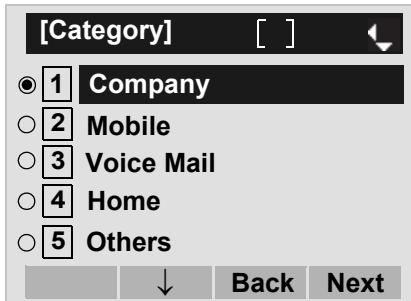 [Category] [ ]
1 Company
2 Mobile
3 Voice Mail
4 Home
5 Others
↓ Back Next